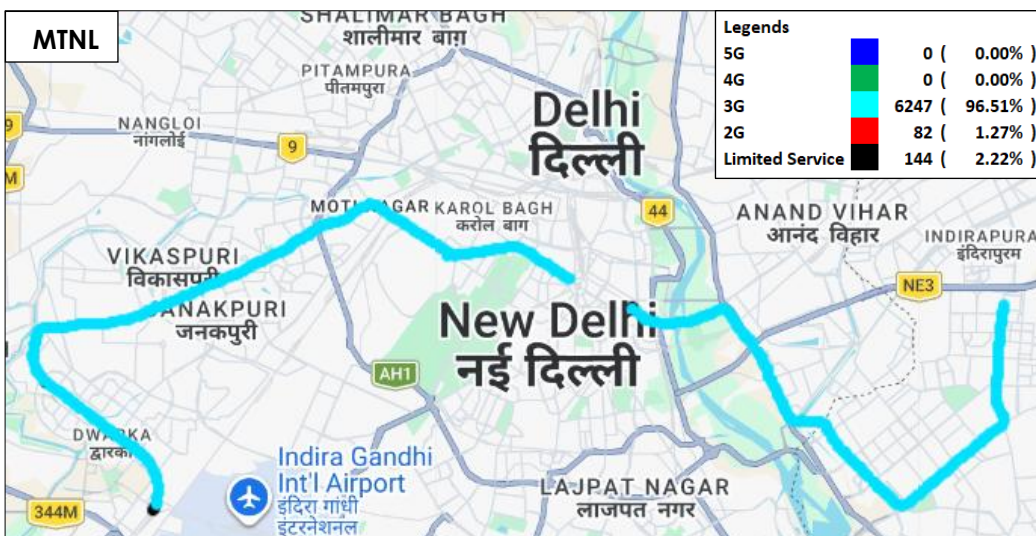 MTNL
SHALIMAR BAGH
शालीमार बाग़
PITAMPURA
पीतमपुरा
NANGLOI
नांगलोई
9
9
M
Delhi
दिल्ली
Legends
5G 0 ( 0.00% )
4G 0 ( 0.00% )
3G 6247 ( 96.51% )
2G 82 ( 1.27% )
Limited Service 144 ( 2.22% )
MOTI NAGAR
KAROL BAGH
करोल बाग
44
ANAND VIHAR
आनंद विहार
INDIRAPURA
इंदिरापुरम
VIKASPURI
विकासपुरी
JANAKPURI
जनकपुरी
NE3
New Delhi
नई दिल्ली
AH1
DWARKA
द्वारका
Indira Gandhi
Int'l Airport
इंदिरा गांधी
इंटरनेशनल
LAJPAT NAGAR
लाजपत नगर
344M